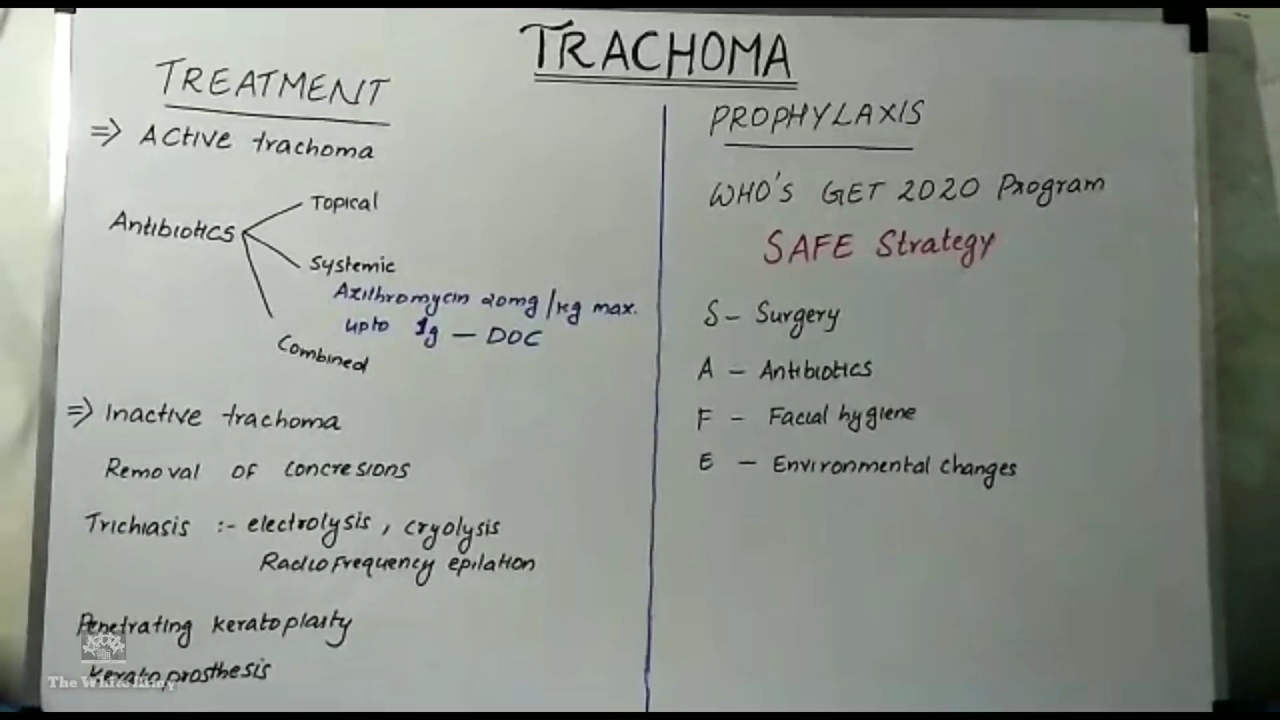 TRACHOMA
TREATMENT
=> Active trachoma
Antibiotics
Topical
Systemic
Azithromycin 20mg/kg max.
upto 1g — DOC
Combined
=> Inactive trachoma
Removal of concresions
Trichiasis :- electrolysis, cryolysis
Radiofrequency epilation
Penetrating keratoplasty
Keratoprosthesis
PROPHYLAXIS
WHO'S GET 2020 Program
SAFE Strategy
S - Surgery
A - Antibiotics
F - Facial hygiene
E - Environmental changes
The White